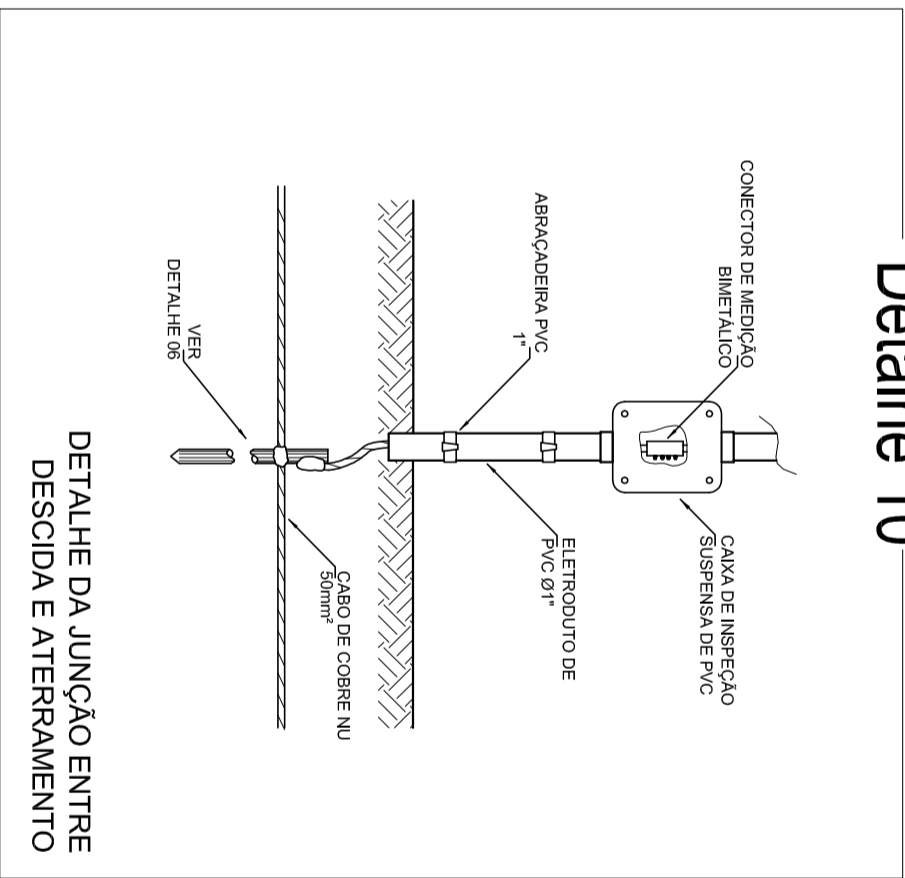 Detalhe 10
CONECTOR DE MEDIÇÃO
BIMETÁLICO
CAIXA DE INSPEÇÃO
SUSPENSA DE PVC
ABRAÇADEIRA PVC
1"
ELETRODUTO DE
PVC Ø1"
VER
DETALHE 06
CABO DE COBRE NU
50mm²
DETALHE DA JUNÇÃO ENTRE
DESCIDA E ATERRAMENTO